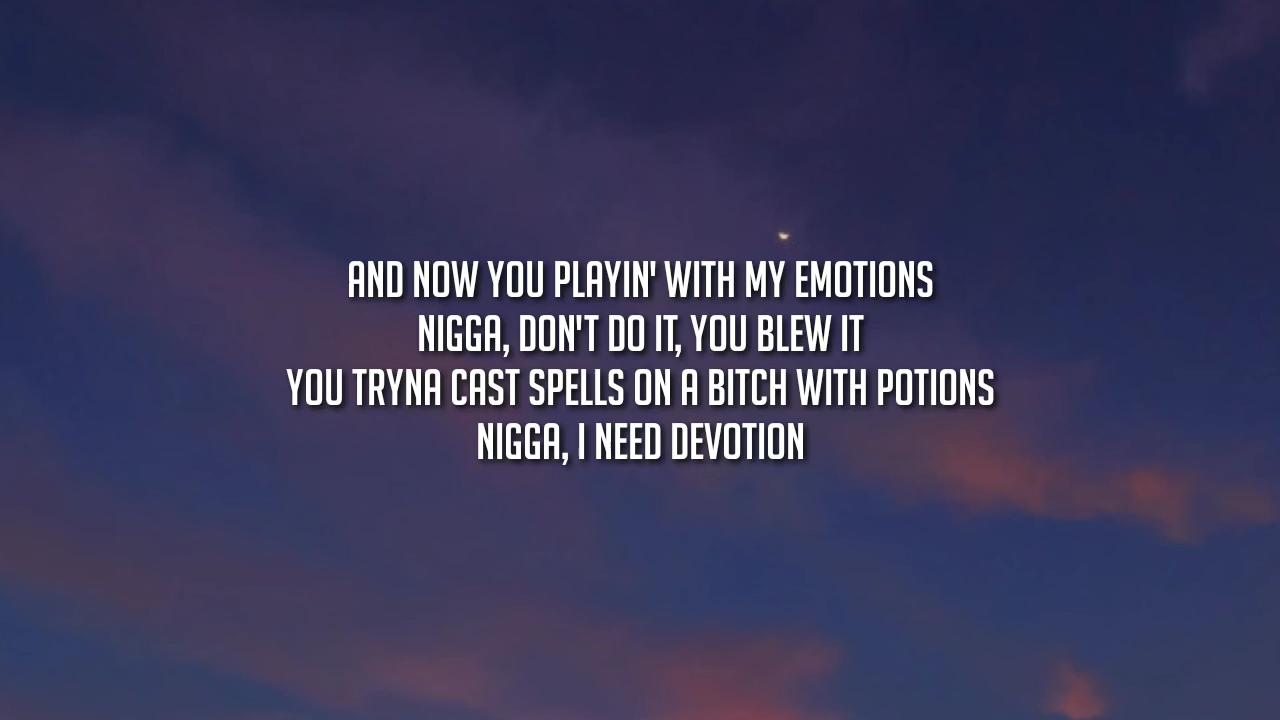 AND NOW YOU PLAYIN' WITH MY EMOTIONS
NIGGA, DON'T DO IT, YOU BLEW IT
YOU TRYNA CAST SPELLS ON A BITCH WITH POTIONS
NIGGA, I NEED DEVOTION